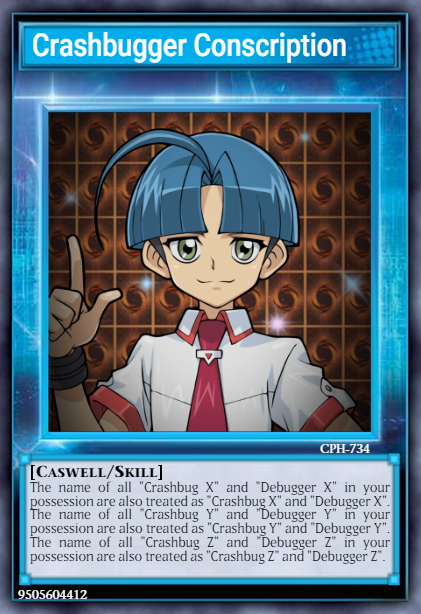 Crashbugger Conscription
CPH-734
[Caswell/Skill]
The name of all "Crashbug X" and "Debugger X" in your
possession are also treated as "Crashbug X" and "Debugger X".
The name of all "Crashbug Y" and "Debugger Y" in your
possession are also treated as "Crashbug Y" and "Debugger Y".
The name of all "Crashbug Z" and "Debugger Z" in your
possession are also treated as "Crashbug Z" and "Debugger Z".
9505604412